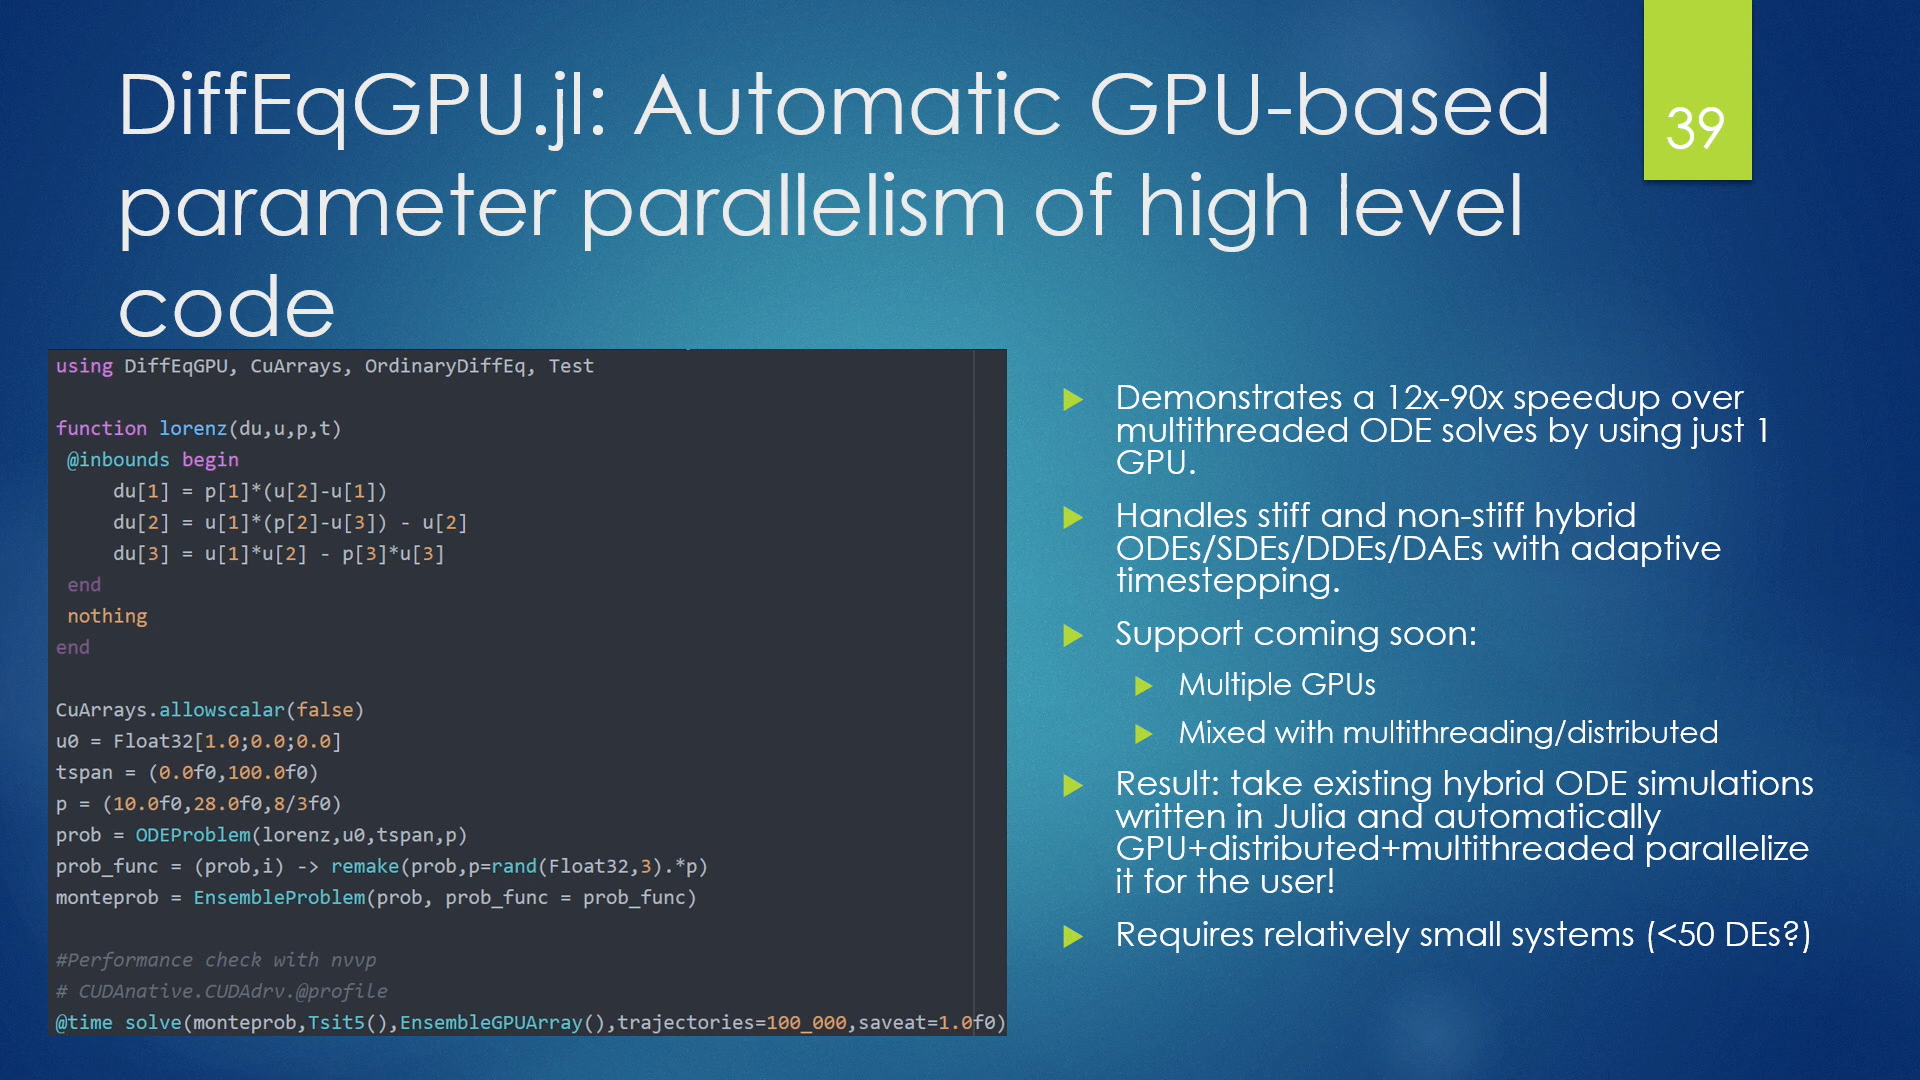 DiffEqGPU.jl: Automatic GPU-based
parameter parallelism of high level
code
39
using DiffEqGPU, CuArrays, OrdinaryDiffEq, Test
function lorenz(du,u,p,t)
@inbounds begin
du[1] = p[1]*(u[2]-u[1])
du[2] = u[1]*(p[2]-u[3]) - u[2]
du[3] = u[1]*u[2] - p[3]*u[3]
end
nothing
end
CuArrays.allowscalar(false)
u0 = Float32[1.0;0.0;0.0]
tspan = (0.0f0,100.0f0)
p = (10.0f0,28.0f0,8/3f0)
prob = ODEProblem(lorenz,u0,tspan,p)
prob_func = (prob,i) -> remake(prob,p=rand(Float32,3).*p)
monteprob = EnsembleProblem(prob, prob_func = prob_func)
#Performance check with nvvp
# CUDAnative.CUDAdrv.@profile
@time solve(monteprob,Tsit5(),EnsembleGPUArray(),trajectories=100_000,saveat=1.0f0)
Demonstrates a 12x-90x speedup over
multithreaded ODE solves by using just 1
GPU.
Handles stiff and non-stiff hybrid
ODEs/SDEs/DDEs/DAEs with adaptive
timestepping.
Support coming soon:
Multiple GPUs
Mixed with multithreading/distributed
Result: take existing hybrid ODE simulations
written in Julia and automatically
GPU+distributed+multithreaded parallelize
it for the user!
Requires relatively small systems (<50 DEs?)